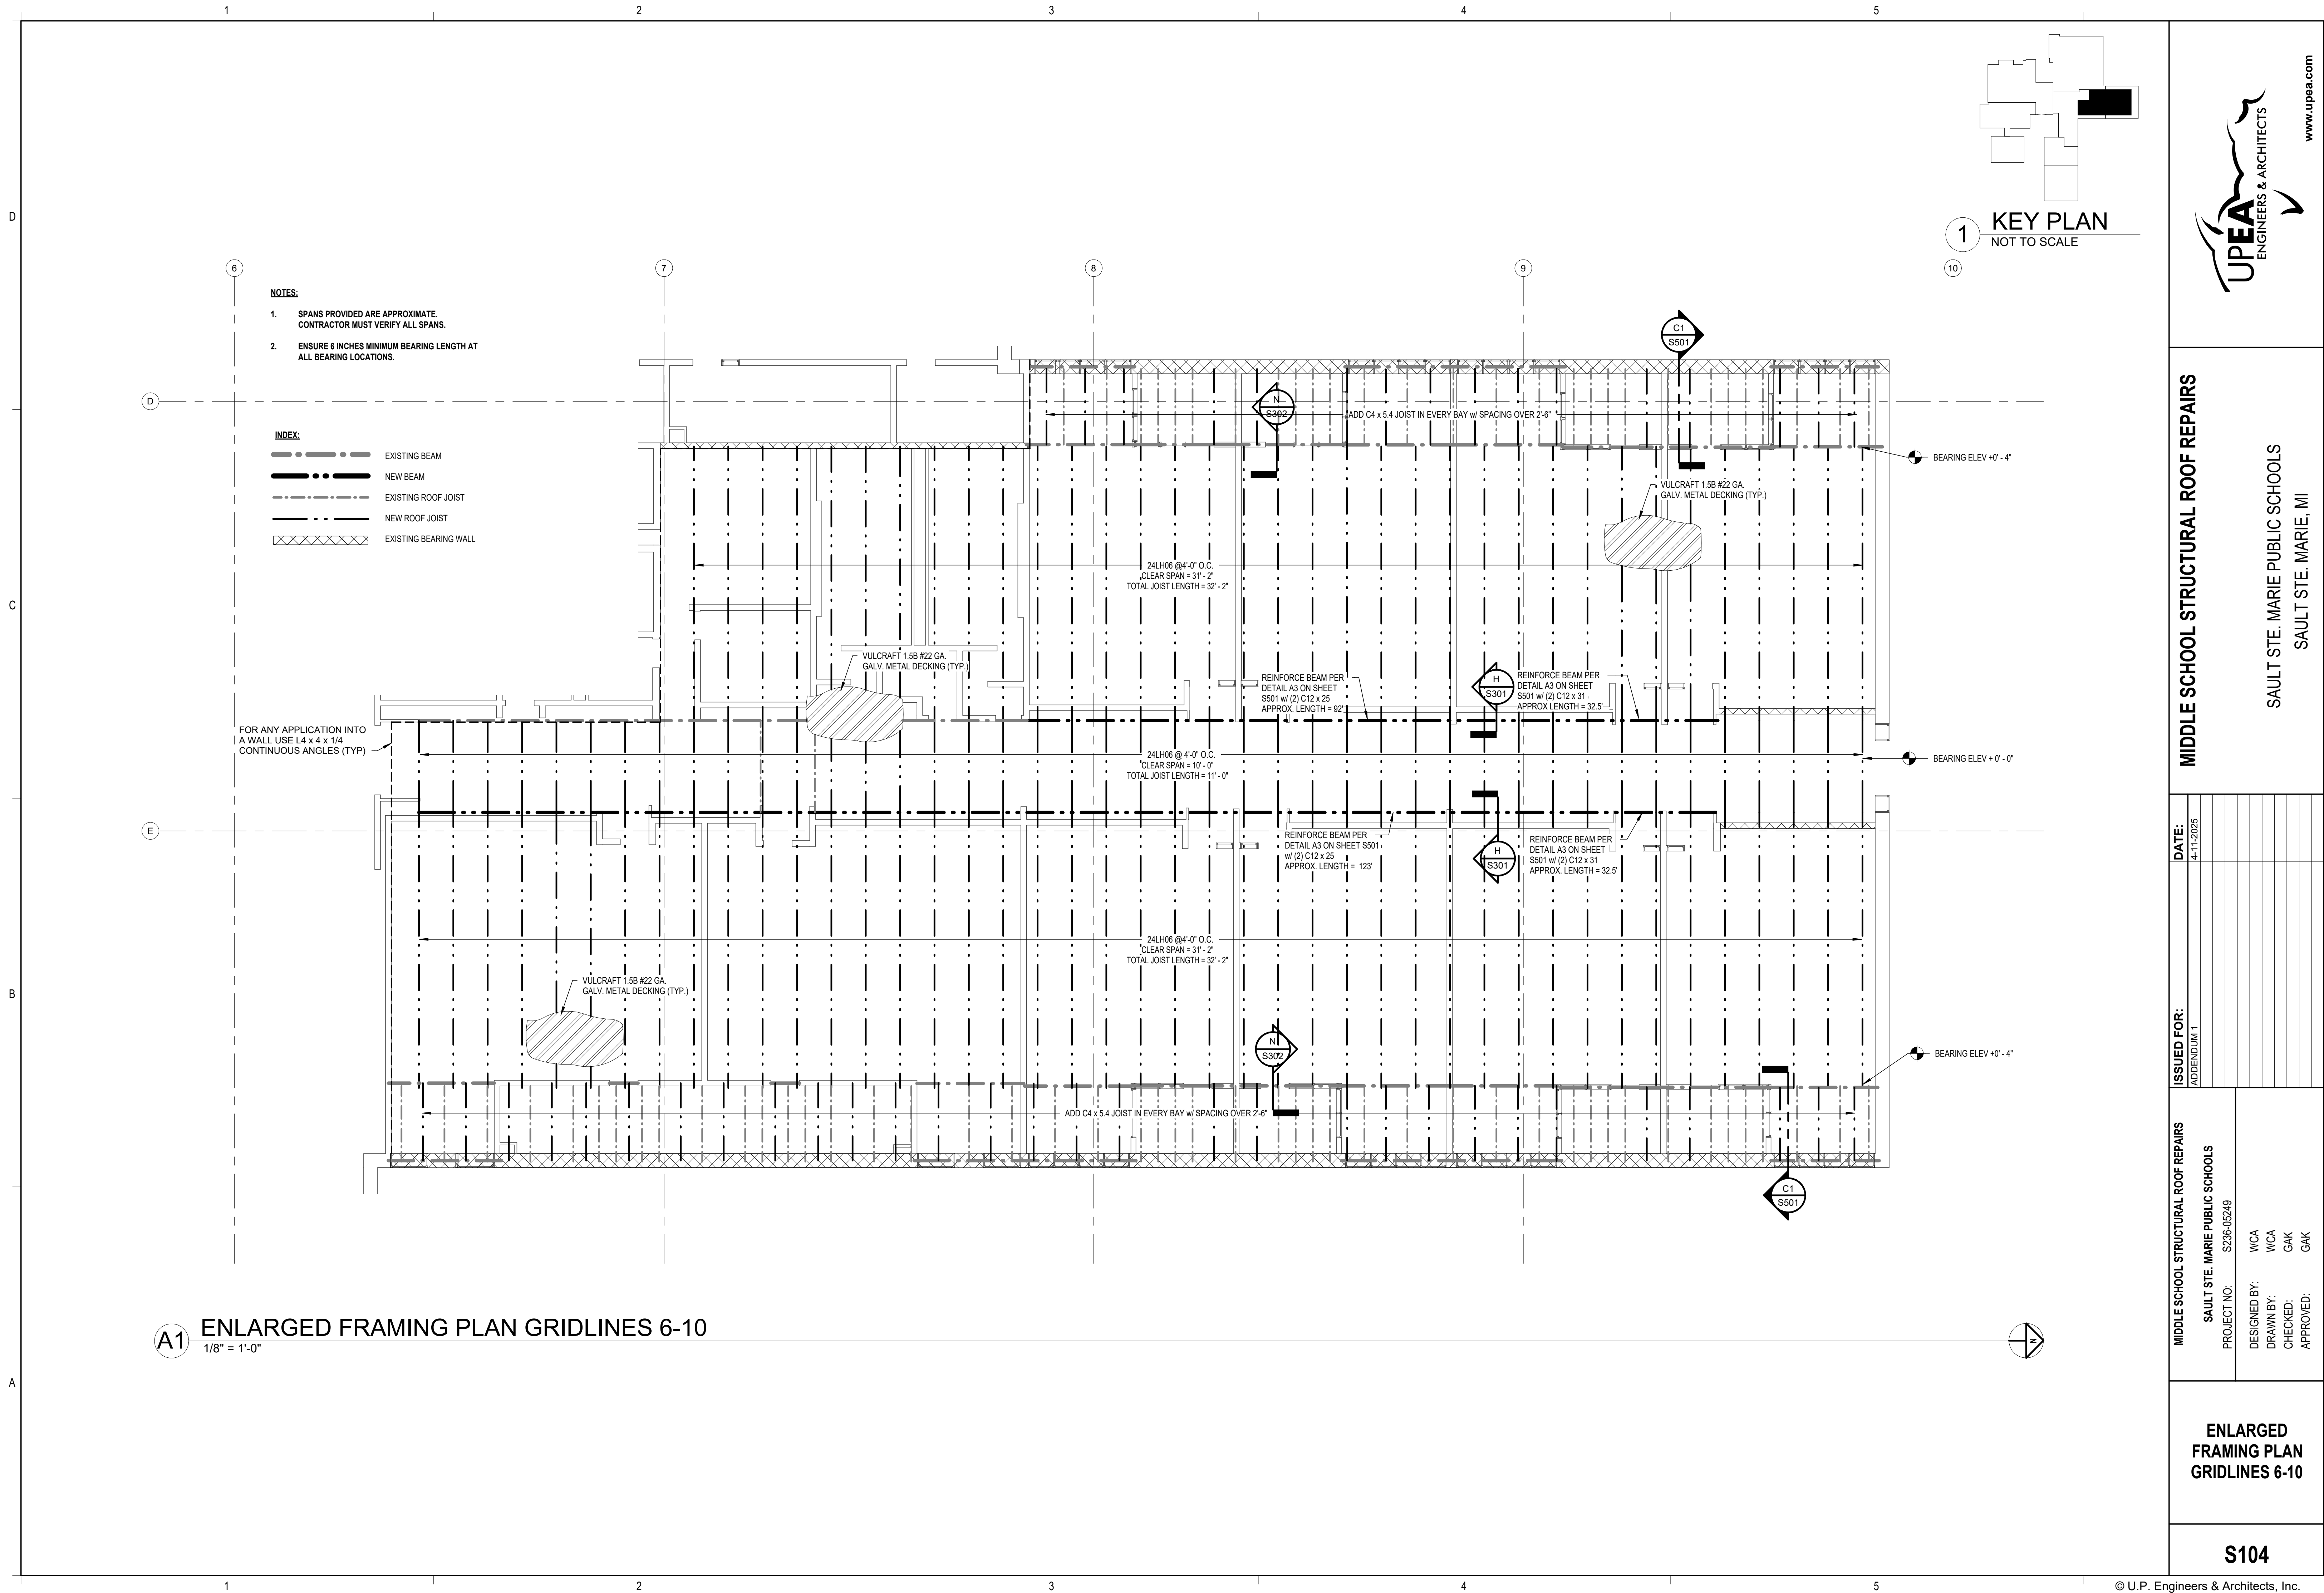 1 2 3 4 5
D
C
B
A
1 KEY PLAN
NOT TO SCALE
6 7 8 9 10
D
E
NOTES:
1. SPANS PROVIDED ARE APPROXIMATE.
CONTRACTOR MUST VERIFY ALL SPANS.
2. ENSURE 6 INCHES MINIMUM BEARING LENGTH AT
ALL BEARING LOCATIONS.
INDEX:
EXISTING BEAM
NEW BEAM
EXISTING ROOF JOIST
NEW ROOF JOIST
EXISTING BEARING WALL
C1
S501
N
S302
ADD C4 x 5.4 JOIST IN EVERY BAY w/ SPACING OVER 2'-6"
BEARING ELEV +0' - 4"
VULCRAFT 1.5B #22 GA.
GALV. METAL DECKING (TYP.)
24LH06 @4'-0" O.C.
CLEAR SPAN = 31' - 2"
TOTAL JOIST LENGTH = 32' - 2"
VULCRAFT 1.5B #22 GA.
GALV. METAL DECKING (TYP.)
REINFORCE BEAM PER
DETAIL A3 ON SHEET
S501 w/ (2) C12 x 25
APPROX. LENGTH = 92'
H
S301
REINFORCE BEAM PER
DETAIL A3 ON SHEET
S501 w/ (2) C12 x 31
APPROX LENGTH = 32.5'
FOR ANY APPLICATION INTO
A WALL USE L4 x 4 x 1/4
CONTINUOUS ANGLES (TYP)
24LH06 @ 4'-0" O.C.
CLEAR SPAN = 10' - 0"
TOTAL JOIST LENGTH = 11' - 0"
BEARING ELEV + 0' - 0"
REINFORCE BEAM PER
DETAIL A3 ON SHEET S501
w/ (2) C12 x 25
APPROX. LENGTH = 123'
H
S301
REINFORCE BEAM PER
DETAIL A3 ON SHEET
S501 w/ (2) C12 x 31
APPROX. LENGTH = 32.5'
24LH06 @4'-0" O.C.
CLEAR SPAN = 31' - 2"
TOTAL JOIST LENGTH = 32' - 2"
VULCRAFT 1.5B #22 GA.
GALV. METAL DECKING (TYP.)
N
S302
BEARING ELEV +0' - 4"
ADD C4 x 5.4 JOIST IN EVERY BAY w/ SPACING OVER 2'-6"
C1
S501
A1 ENLARGED FRAMING PLAN GRIDLINES 6-10
1/8" = 1'-0"
N
UPEA
ENGINEERS & ARCHITECTS
www.upea.com
MIDDLE SCHOOL STRUCTURAL ROOF REPAIRS
SAULT STE. MARIE PUBLIC SCHOOLS
SAULT STE. MARIE, MI
ISSUED FOR: DATE:
ADDENDUM 1 4-11-2025
MIDDLE SCHOOL STRUCTURAL ROOF REPAIRS
SAULT STE. MARIE PUBLIC SCHOOLS
PROJECT NO: S236-05249
DESIGNED BY: WCA
DRAWN BY: WCA
CHECKED: GAK
APPROVED: GAK
ENLARGED
FRAMING PLAN
GRIDLINES 6-10
S104
1 2 3 4 5
© U.P. Engineers & Architects, Inc.